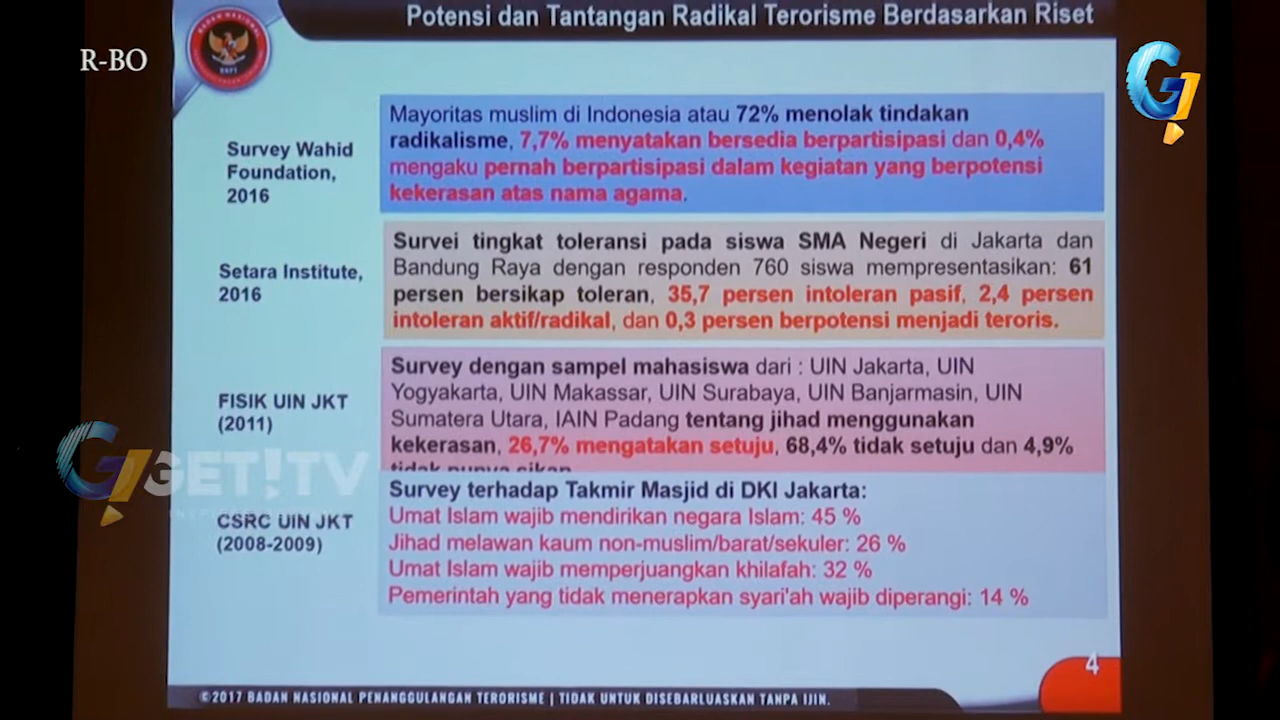 Potensi dan Tantangan Radikal Terorisme Berdasarkan Riset
R-BO
Survey Wahid
Foundation,
2016
Mayoritas muslim di Indonesia atau 72% menolak tindakan
radikalisme, 7,7% menyatakan bersedia berpartisipasi dan 0,4%
mengaku pernah berpartisipasi dalam kegiatan yang berpotensi
kekerasan atas nama agama.
Setara Institute,
2016
Survei tingkat toleransi pada siswa SMA Negeri di Jakarta dan
Bandung Raya dengan responden 760 siswa mempresentasikan: 61
persen bersikap toleran, 35,7 persen intoleran pasif, 2,4 persen
intoleran aktif/radikal, dan 0,3 persen berpotensi menjadi teroris.
FISIK UIN JKT
(2011)
Survey dengan sampel mahasiswa dari : UIN Jakarta, UIN
Yogyakarta, UIN Makassar, UIN Surabaya, UIN Banjarmasin, UIN
Sumatera Utara, IAIN Padang tentang jihad menggunakan
kekerasan, 26,7% mengatakan setuju, 68,4% tidak setuju dan 4,9%
GET!TV
CSRC UIN JKT
(2008-2009)
Survey terhadap Takmir Masjid di DKI Jakarta:
Umat Islam wajib mendirikan negara Islam: 45 %
Jihad melawan kaum non-muslim/barat/sekuler: 26 %
Umat Islam wajib memperjuangkan khilafah: 32 %
Pemerintah yang tidak menerapkan syari'ah wajib diperangi: 14 %
4
©2017 BADAN NASIONAL PENANGGULANGAN TERORISME | TIDAK UNTUK DISEBARLUASKAN TANPA IJIN.